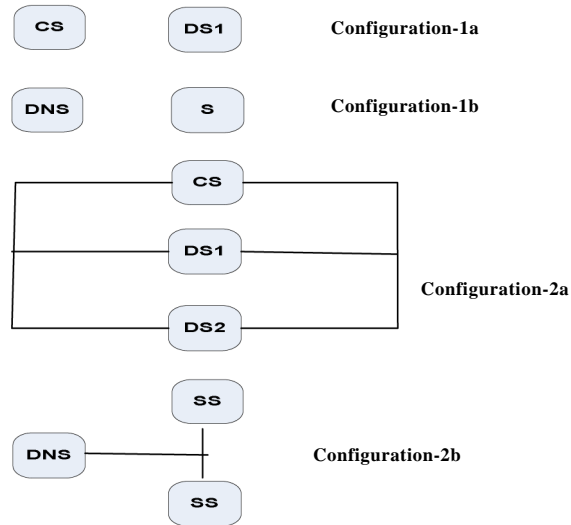 CS DS1 Configuration-1a
DNS S Configuration-1b
CS
DS1
Configuration-2a
DS2
SS
DNS Configuration-2b
SS